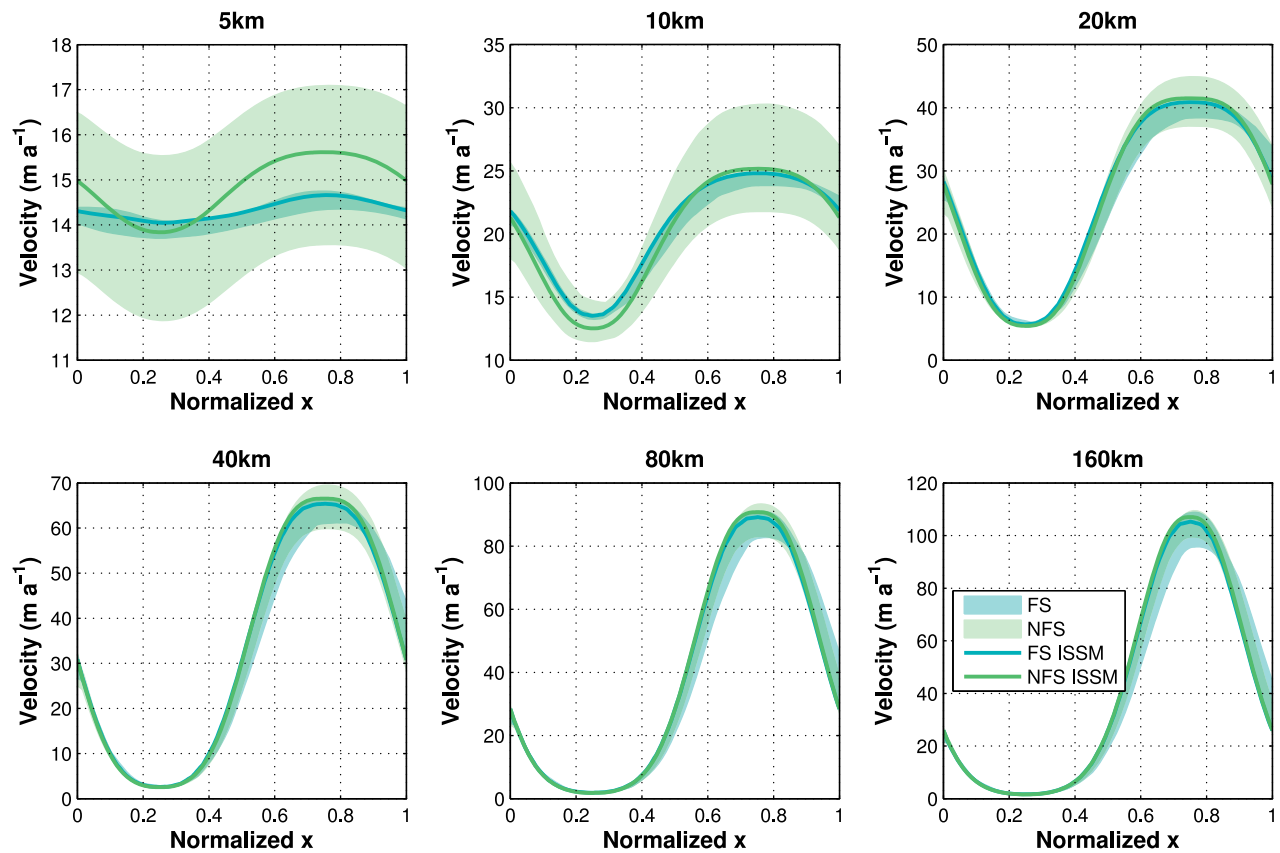 5km
18
17
16
15
14
13
12
11
Velocity (m a⁻¹)
0 0.2 0.4 0.6 0.8 1
Normalized x
10km
35
30
25
20
15
10
Velocity (m a⁻¹)
0 0.2 0.4 0.6 0.8 1
Normalized x
20km
50
40
30
20
10
0
Velocity (m a⁻¹)
0 0.2 0.4 0.6 0.8 1
Normalized x
40km
70
60
50
40
30
20
10
0
Velocity (m a⁻¹)
0 0.2 0.4 0.6 0.8 1
Normalized x
80km
100
80
60
40
20
0
Velocity (m a⁻¹)
0 0.2 0.4 0.6 0.8 1
Normalized x
160km
120
100
80
60
40
20
0
Velocity (m a⁻¹)
FS
NFS
FS ISSM
NFS ISSM
0 0.2 0.4 0.6 0.8 1
Normalized x